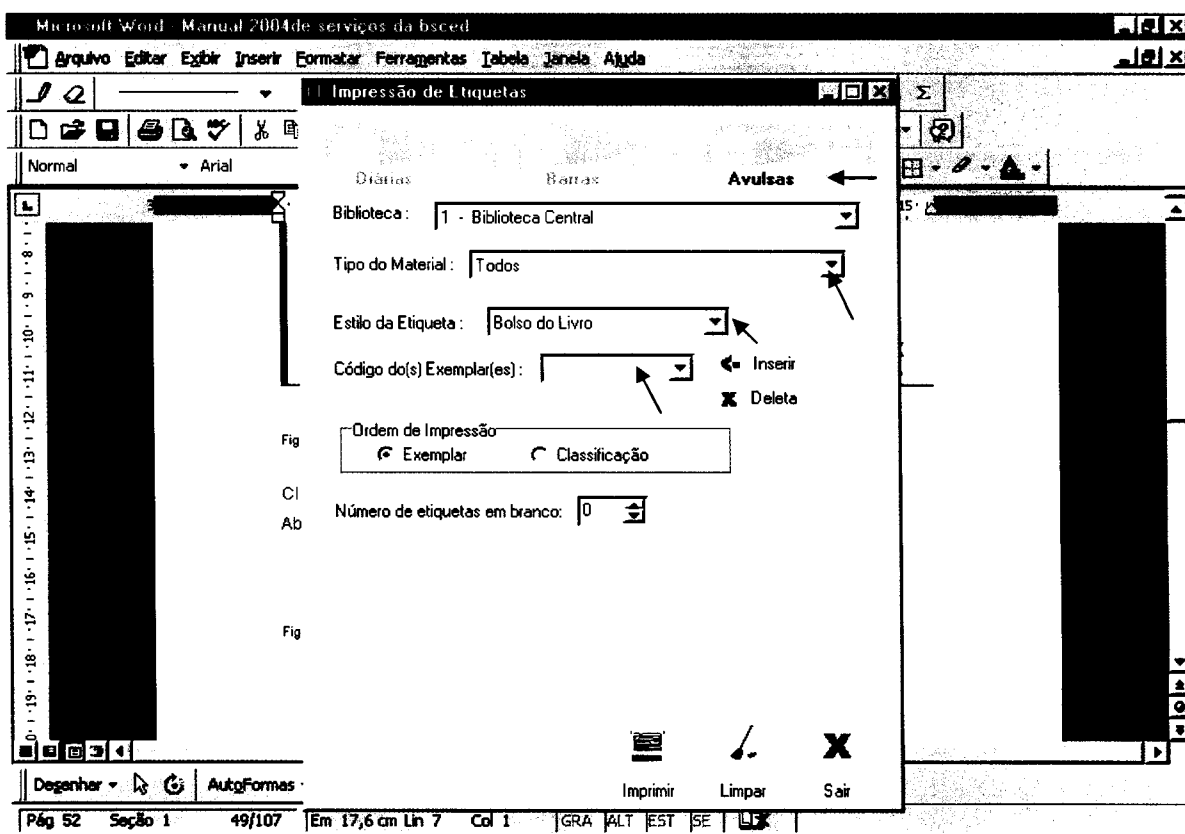 Microsoft Word - Manual 2004de serviços da bsced
Arquivo Editar Exibir Inserir Formatar Ferramentas Tabela Janela Ajuda
Impressão de Etiquetas
Normal Arial
Diárias Barras Avulsas
Biblioteca : 1 - Biblioteca Central
Tipo do Material : Todos
Estilo da Etiqueta : Bolso do Livro
Código do(s) Exemplar(es) :
Inserir
Deleta
Ordem de Impressão
Exemplar Classificação
Número de etiquetas em branco: 0
Fig
Cl
Ab
Fig
Imprimir Limpar Sair
Desenhar AutoFormas
Pág 52 Seção 1 49/107 Em 17,6 cm Lin 7 Col 1 GRA ALT EST SE